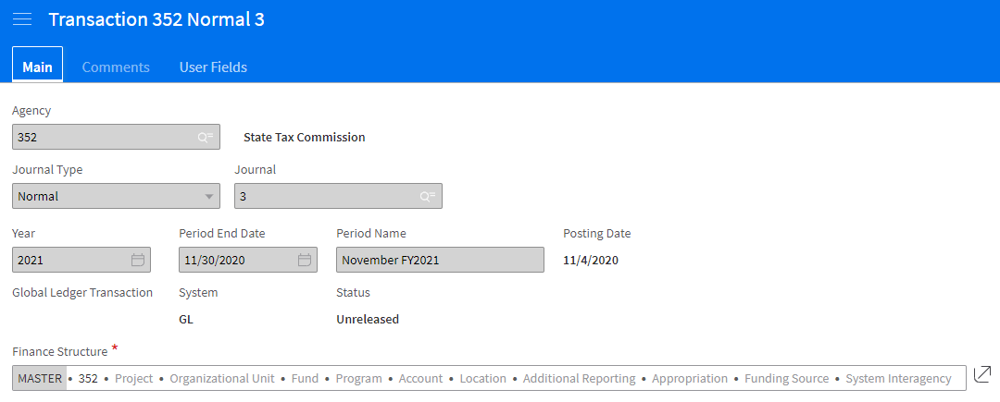 Transaction 352 Normal 3
Main Comments User Fields
Agency
352 State Tax Commission
Journal Type Journal
Normal 3
Year Period End Date Period Name Posting Date
2021 11/30/2020 November FY2021 11/4/2020
Global Ledger Transaction System Status
GL Unreleased
Finance Structure *
MASTER • 352 • Project • Organizational Unit • Fund • Program • Account • Location • Additional Reporting • Appropriation • Funding Source • System Interagency